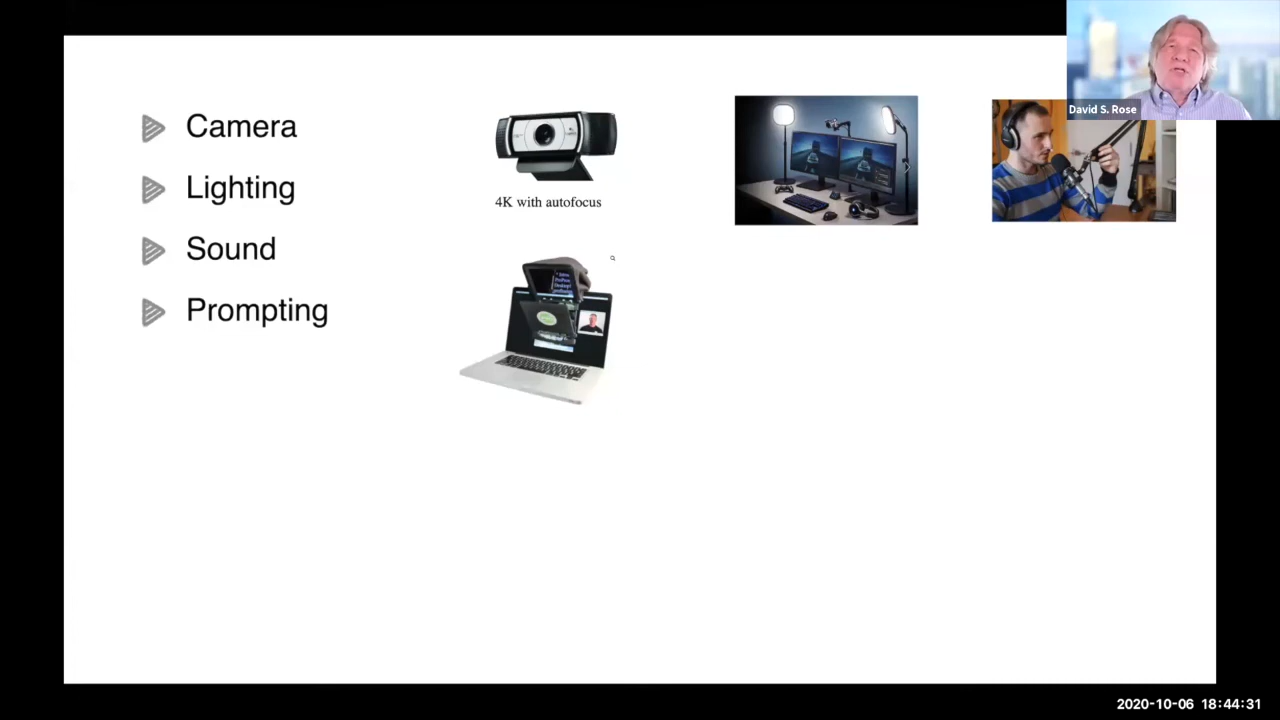 David S. Rose
Camera
Lighting
Sound
Prompting
4K with autofocus
2020-10-06 18:44:31